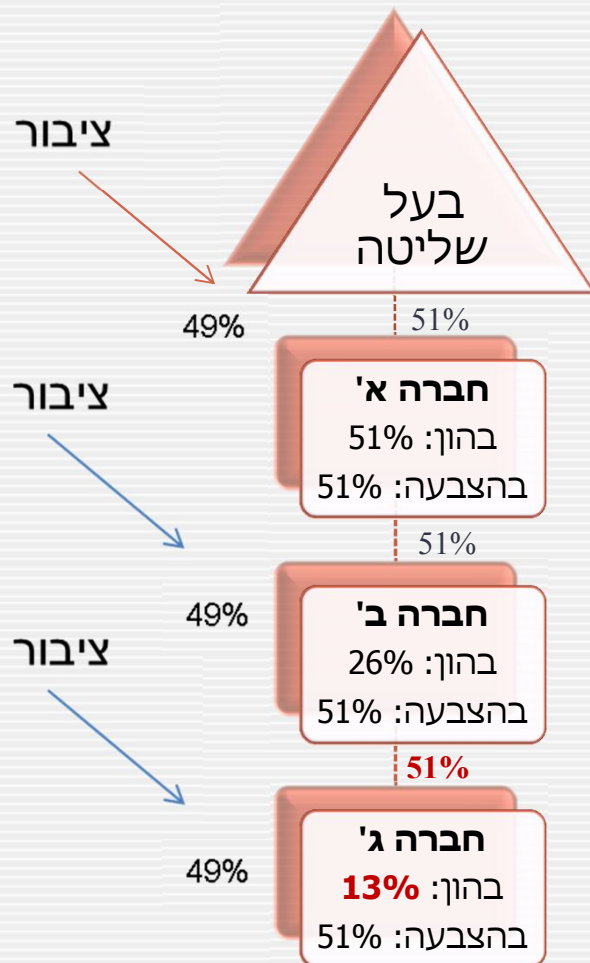 ציבור
בעל
שליטה
49%
51%
חברה א'
בהון: 51%
בהצבעה: 51%
ציבור
51%
49%
חברה ב'
בהון: 26%
בהצבעה: 51%
ציבור
51%
49%
חברה ג'
בהון: 13%
בהצבעה: 51%